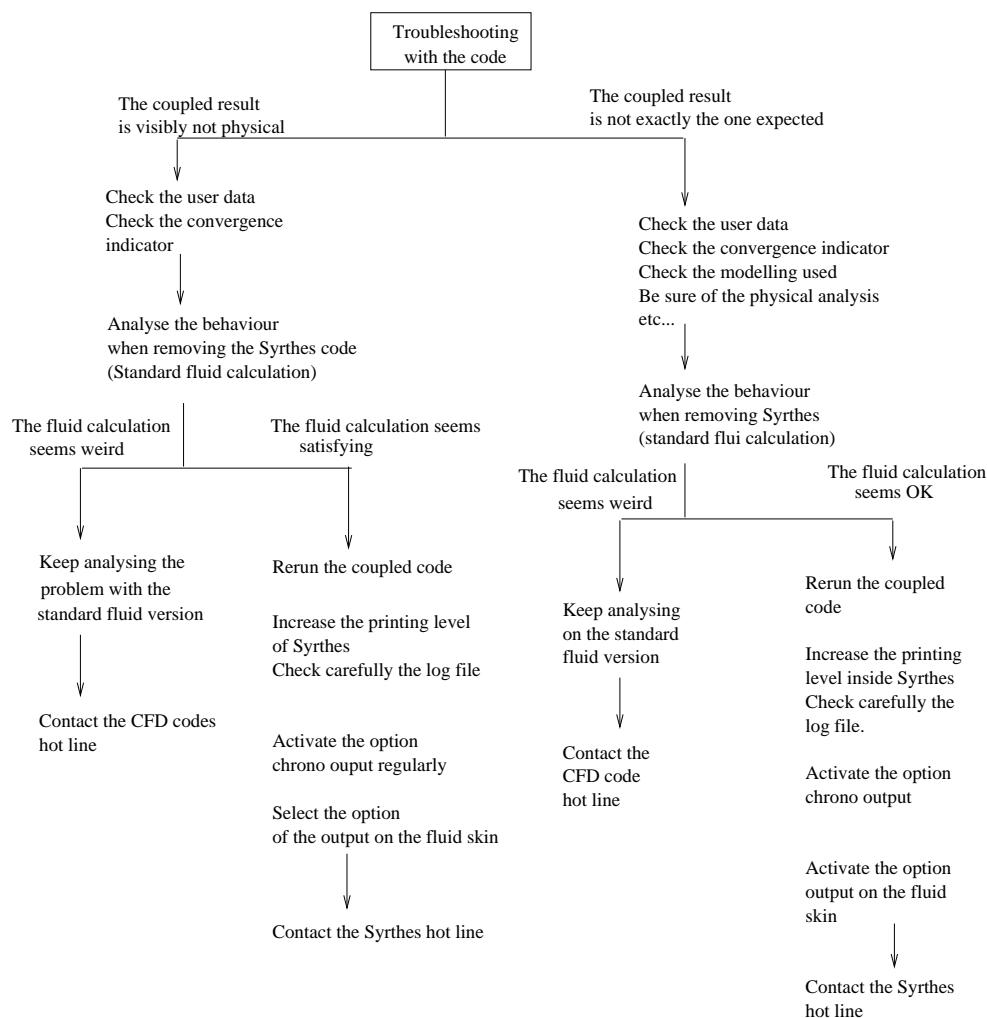 Troubleshooting
with the code
The coupled result
is visibly not physical
The coupled result
is not exactly the one expected
Check the user data
Check the convergence
indicator
Analyse the behaviour
when removing the Syrthes code
(Standard fluid calculation)
The fluid calculation
seems weird
The fluid calculation seems
satisfying
Keep analysing the
problem with the
standard fluid version
Contact the CFD codes
hot line
Rerun the coupled code
Increase the printing level
of Syrthes
Check carefully the log file
Activate the option
chrono ouput regularly
Select the option
of the output on the fluid skin
Contact the Syrthes hot line
Check the user data
Check the convergence indicator
Check the modelling used
Be sure of the physical analysis
etc...
Analyse the behaviour
when removing Syrthes
(standard flui calculation)
The fluid calculation
seems weird
The fluid calculation
seems OK
Keep analysing
on the standard
fluid version
Contact the
CFD code
hot line
Rerun the coupled
code
Increase the printing
level inside Syrthes
Check carefully the
log file.
Activate the option
chrono output
Activate the option
output on the fluid
skin
Contact the Syrthes
hot line